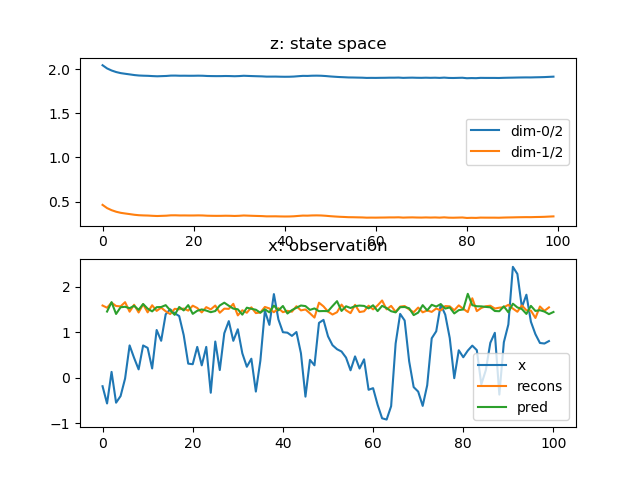 z: state space
2.0
1.5
1.0
0.5
dim-0/2
dim-1/2
0 20 40 60 80 100
x: observation
2
1
0
−1
x
recons
pred
0 20 40 60 80 100